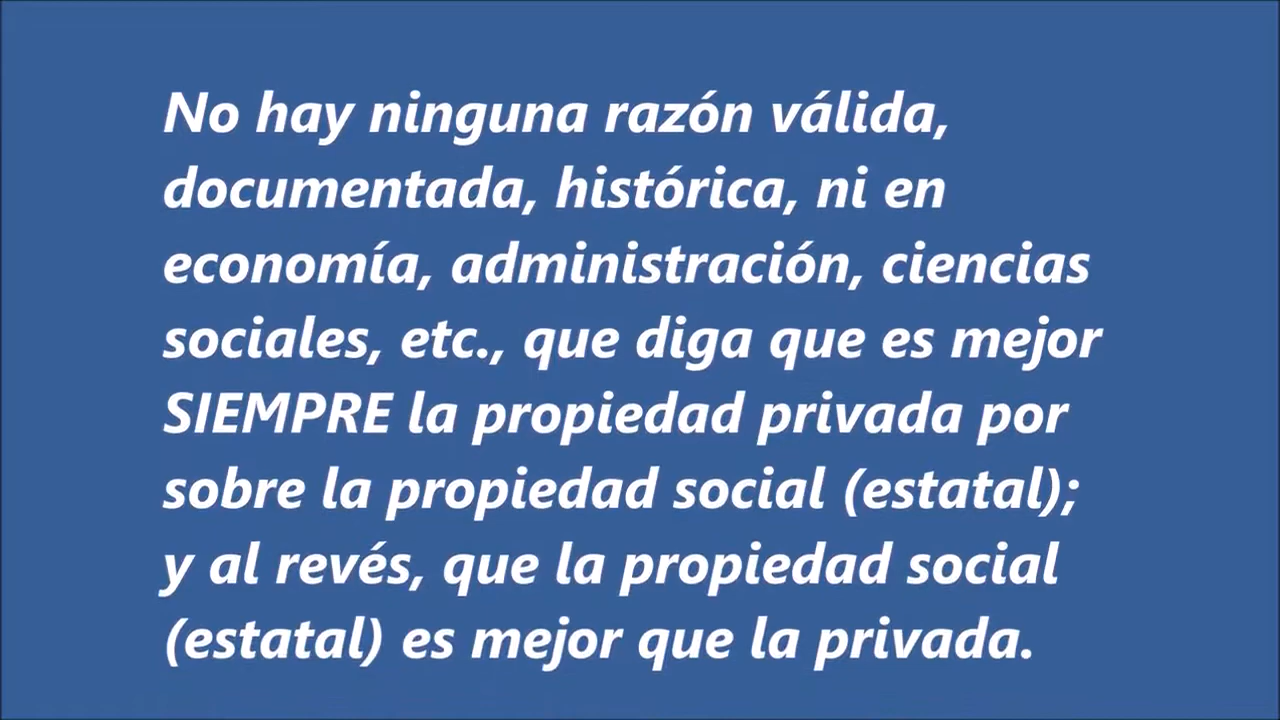 No hay ninguna razón válida,
documentada, histórica, ni en
economía, administración, ciencias
sociales, etc., que diga que es mejor
SIEMPRE la propiedad privada por
sobre la propiedad social (estatal);
y al revés, que la propiedad social
(estatal) es mejor que la privada.